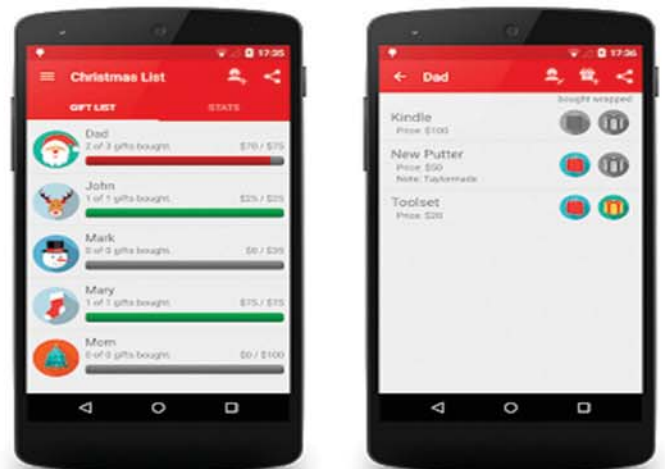 17:35
Christmas List
GIFT LIST STATS
Dad
2 of 3 gifts bought. $70 / $75
John
1 of 1 gifts bought. $25 / $25
Mark
0 of 0 gifts bought. $0 / $35
Mary
1 of 1 gifts bought. $75 / $75
Mom
0 of 0 gifts bought. $0 / $100
17:36
Dad
bought wrapped
Kindle
Price: $100
New Putter
Price: $50
Note: Taylormade
Toolset
Price: $20